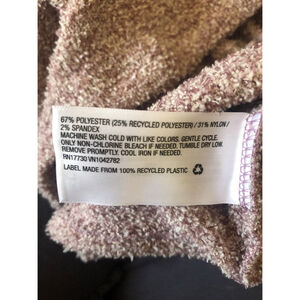 67% POLYESTER (25% RECYCLED POLYESTER) / 31% NYLON /
2% SPANDEX
MACHINE WASH COLD WITH LIKE COLORS. GENTLE CYCLE.
ONLY NON-CHLORINE BLEACH IF NEEDED. TUMBLE DRY LOW.
REMOVE PROMPTLY. COOL IRON IF NEEDED.
RN17730 VN1042782
LABEL MADE FROM 100% RECYCLED PLASTIC